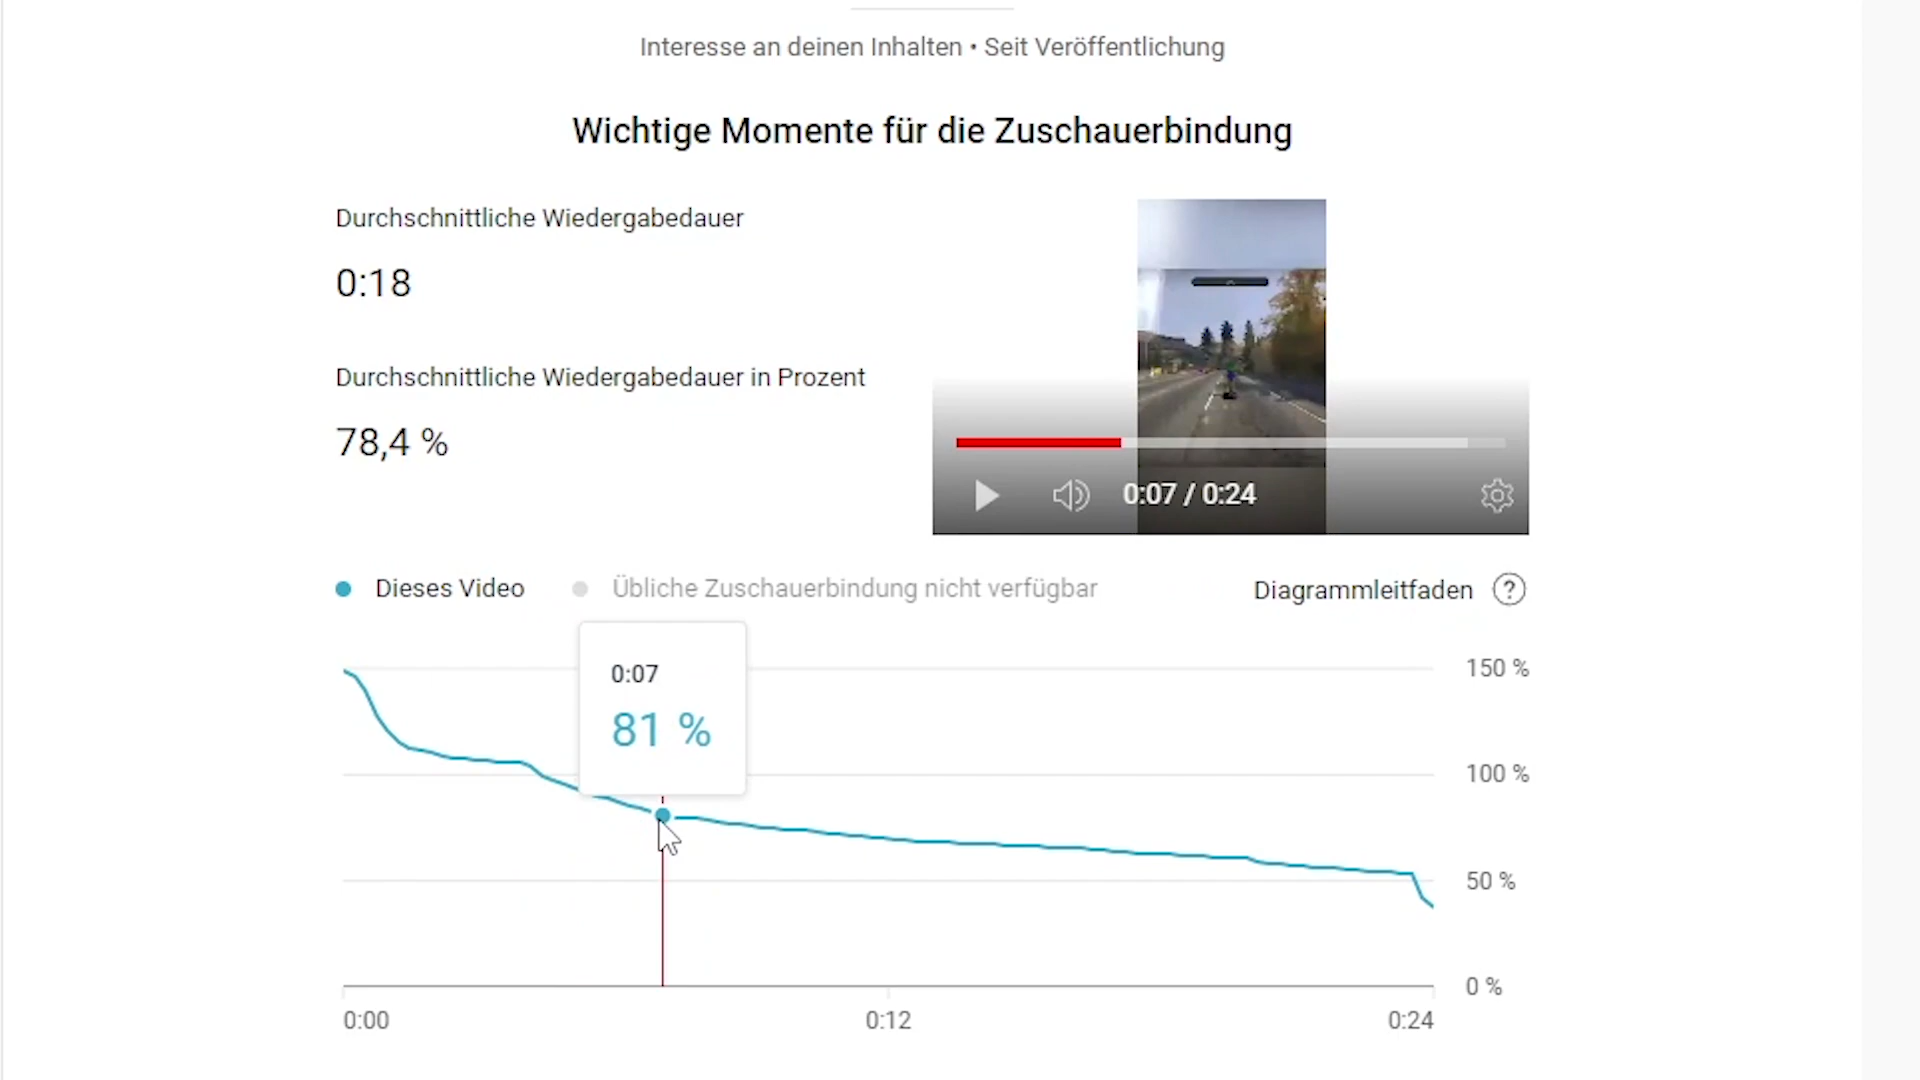 Interesse an deinen Inhalten • Seit Veröffentlichung
Wichtige Momente für die Zuschauerbindung
Durchschnittliche Wiedergabedauer
0:18
Durchschnittliche Wiedergabedauer in Prozent
78,4 %
0:07 / 0:24
Dieses Video
Übliche Zuschauerbindung nicht verfügbar
Diagrammleitfaden ?
0:07
81 %
150 %
100 %
50 %
0 %
0:00
0:12
0:24